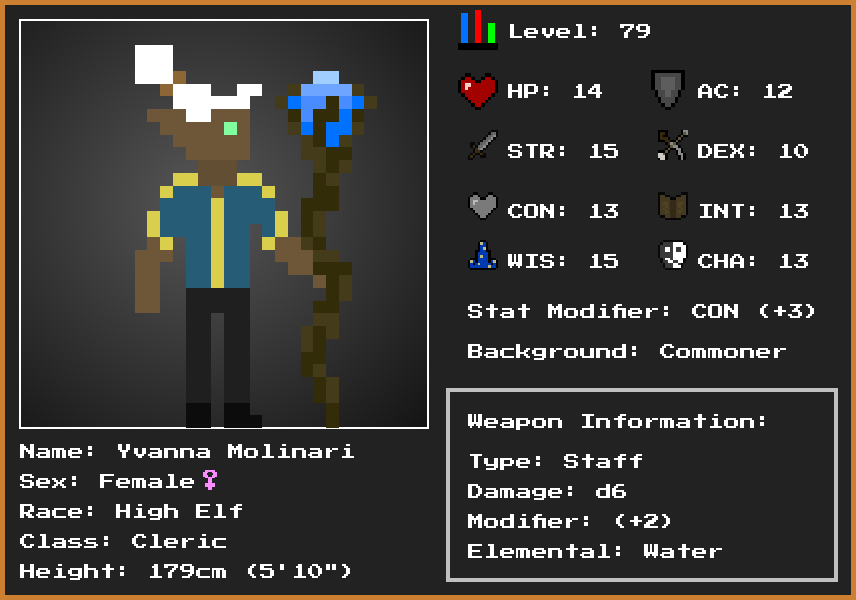 Level: 79
HP: 14 AC: 12
STR: 15 DEX: 10
CON: 13 INT: 13
WIS: 15 CHA: 13
Stat Modifier: CON (+3)
Background: Commoner
Weapon Information:
Type: Staff
Damage: d6
Modifier: (+2)
Elemental: Water
Name: Yvanna Molinari
Sex: Female♀
Race: High Elf
Class: Cleric
Height: 179cm (5'10")